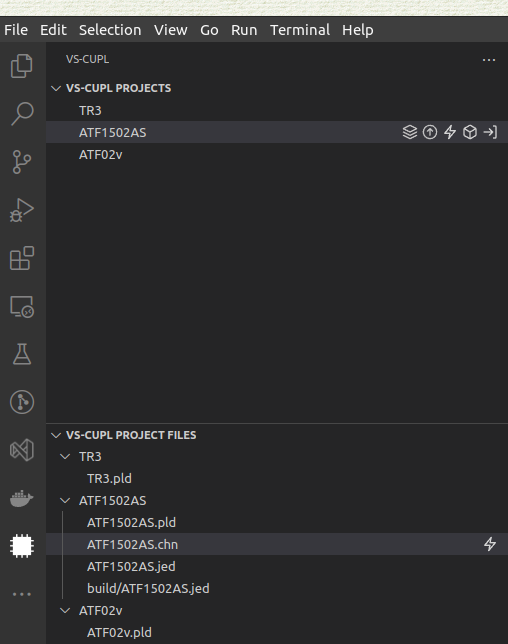 File Edit Selection View Go Run Terminal Help
VS-CUPL
VS-CUPL PROJECTS
TR3
ATF1502AS
ATF02v
VS-CUPL PROJECT FILES
TR3
TR3.pld
ATF1502AS
ATF1502AS.pld
ATF1502AS.chn
ATF1502AS.jed
build/ATF1502AS.jed
ATF02v
ATF02v.pld